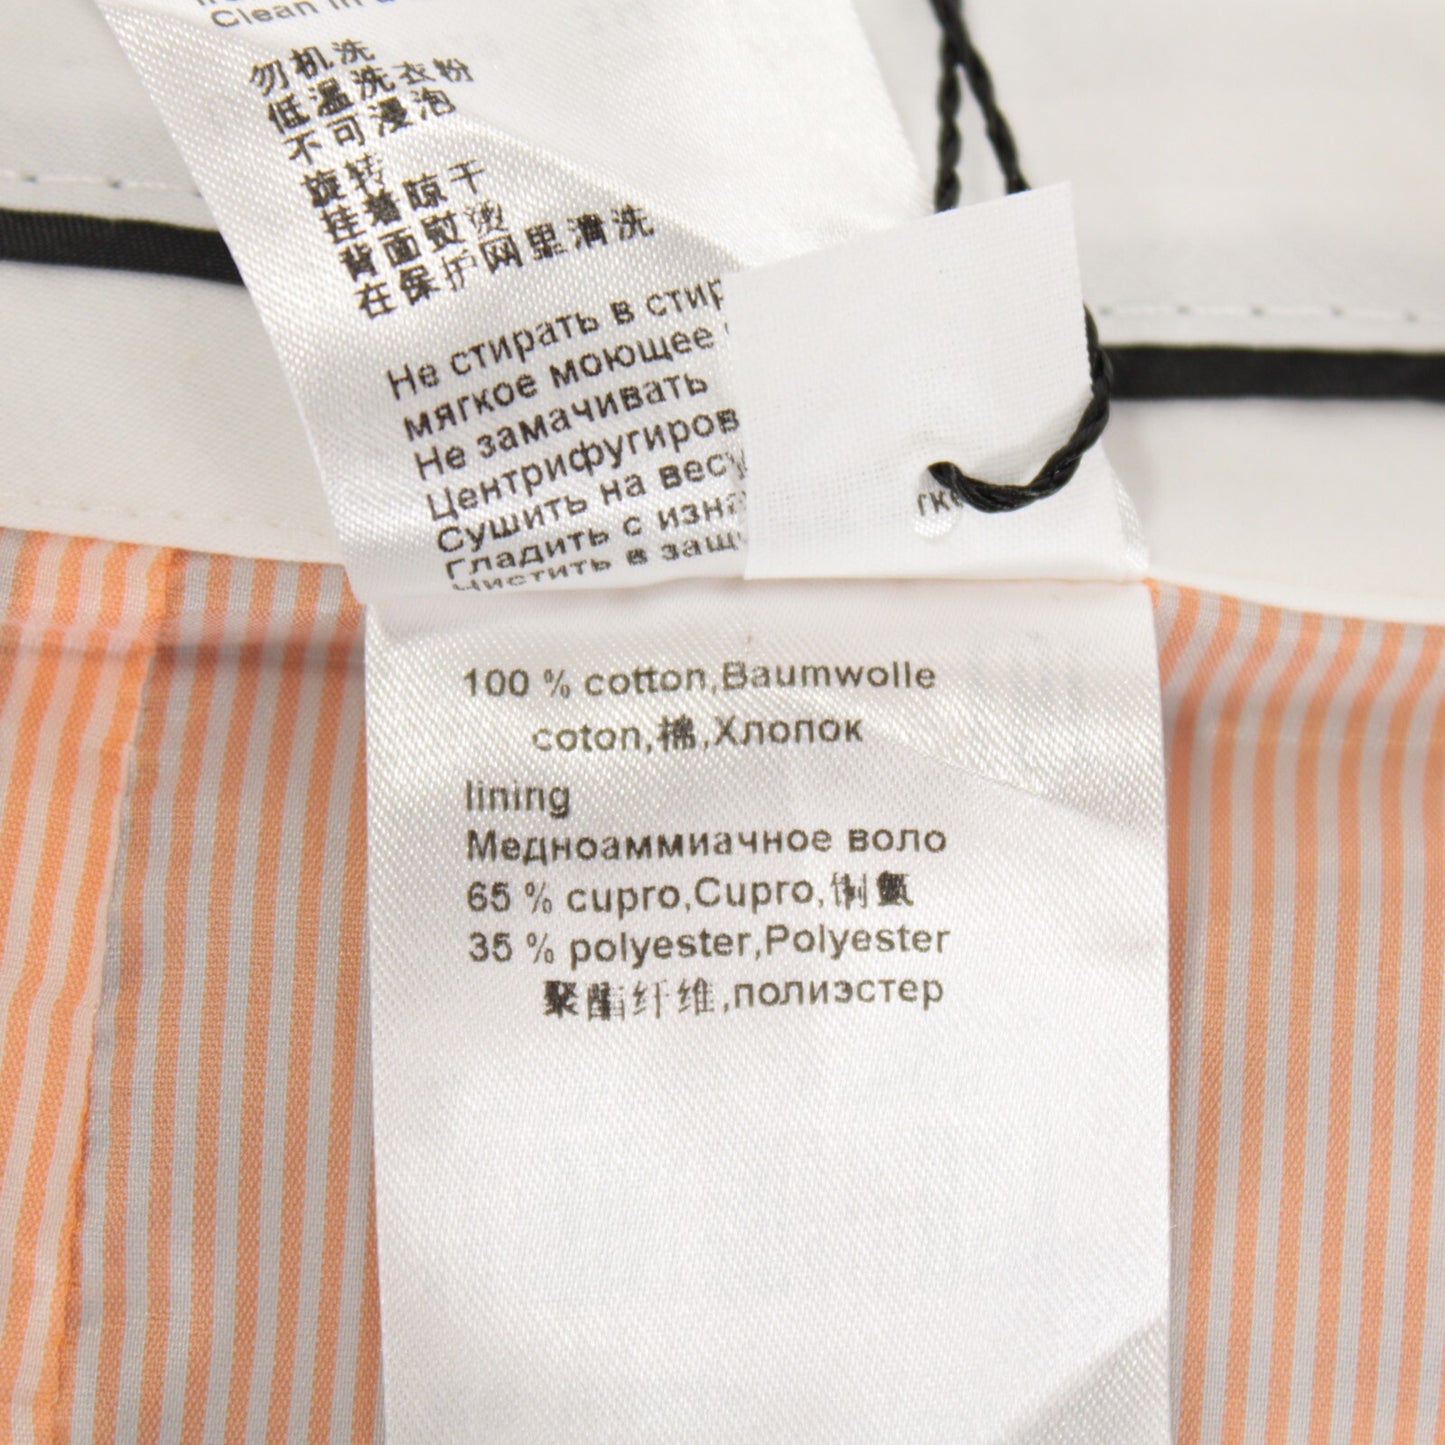 Clean in a
勿机洗
低温洗衣粉
不可浸泡
旋转
挂着晾干
背面熨烫
在保护网里清洗
Не стирать в стир
мягкое моющее
Не замачивать
Центрифугиров
Сушить на весу
Гладить с изна
Чистить в защ
гке
100 % cotton,Baumwolle
coton,棉,Хлопок
lining
Медноаммиачное воло
65 % cupro,Cupro,铜氨
35 % polyester,Polyester
聚酯纤维,полиэстер